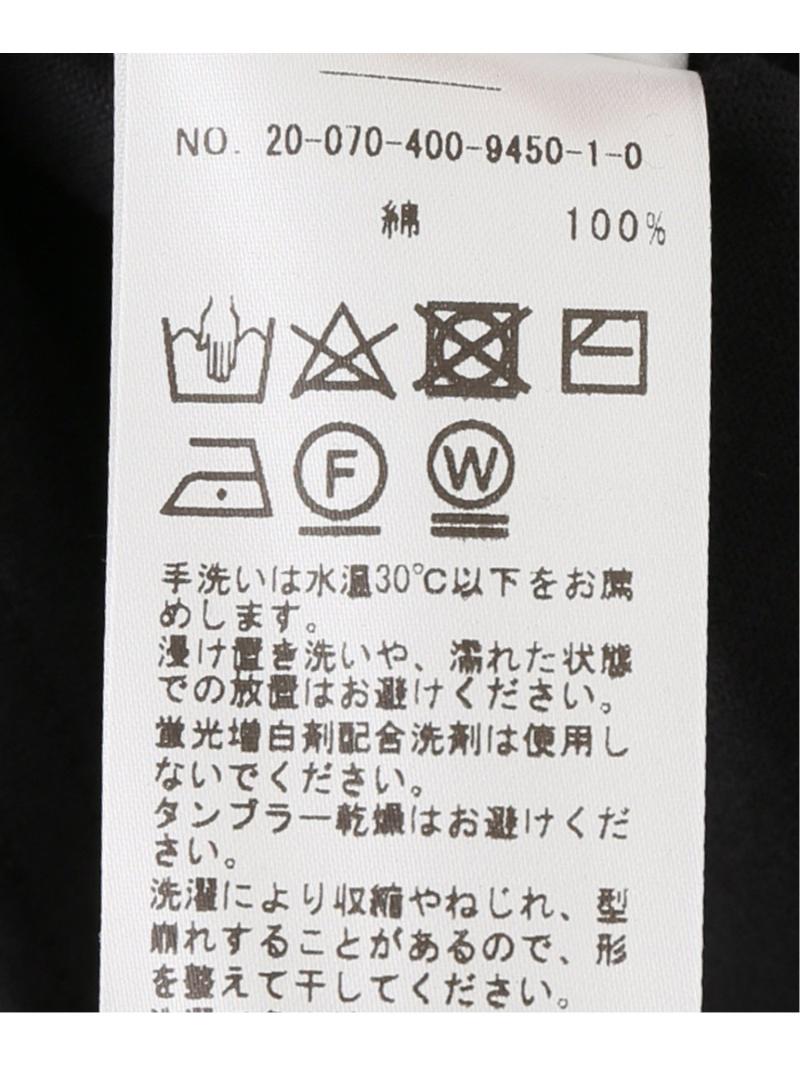 NO. 20-070-400-9450-1-0
綿 100%
F W
手洗いは水温30℃以下をお薦
めします。
浸け置き洗いや、濡れた状態
での放置はお避けください。
蛍光増白剤配合洗剤は使用し
ないでください。
タンブラー乾燥はお避けくだ
さい。
洗濯により収縮やねじれ、型
崩れすることがあるので、形
を整えて干してください。